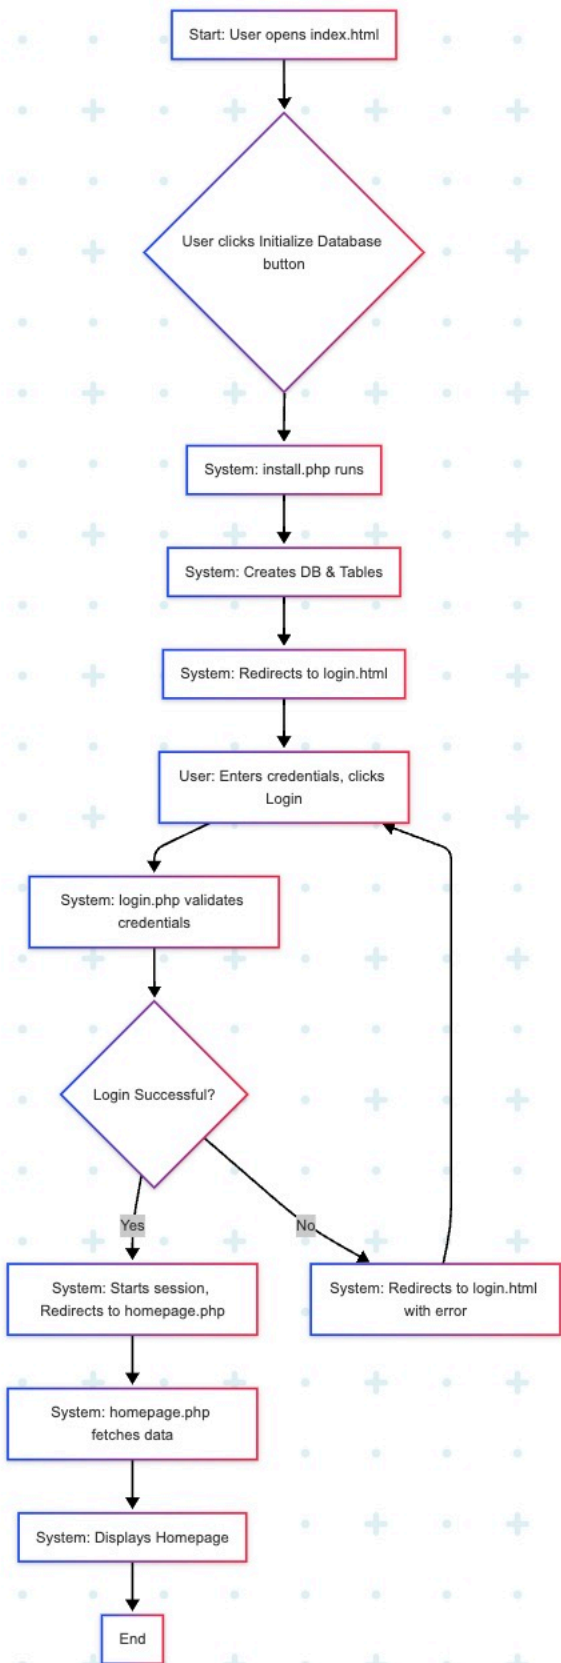 Start: User opens index.html
User clicks Initialize Database
button
System: install.php runs
System: Creates DB & Tables
System: Redirects to login.html
User: Enters credentials, clicks
Login
System: login.php validates
credentials
Login Successful?
Yes
No
System: Starts session,
Redirects to homepage.php
System: Redirects to login.html
with error
System: homepage.php
fetches data
System: Displays Homepage
End